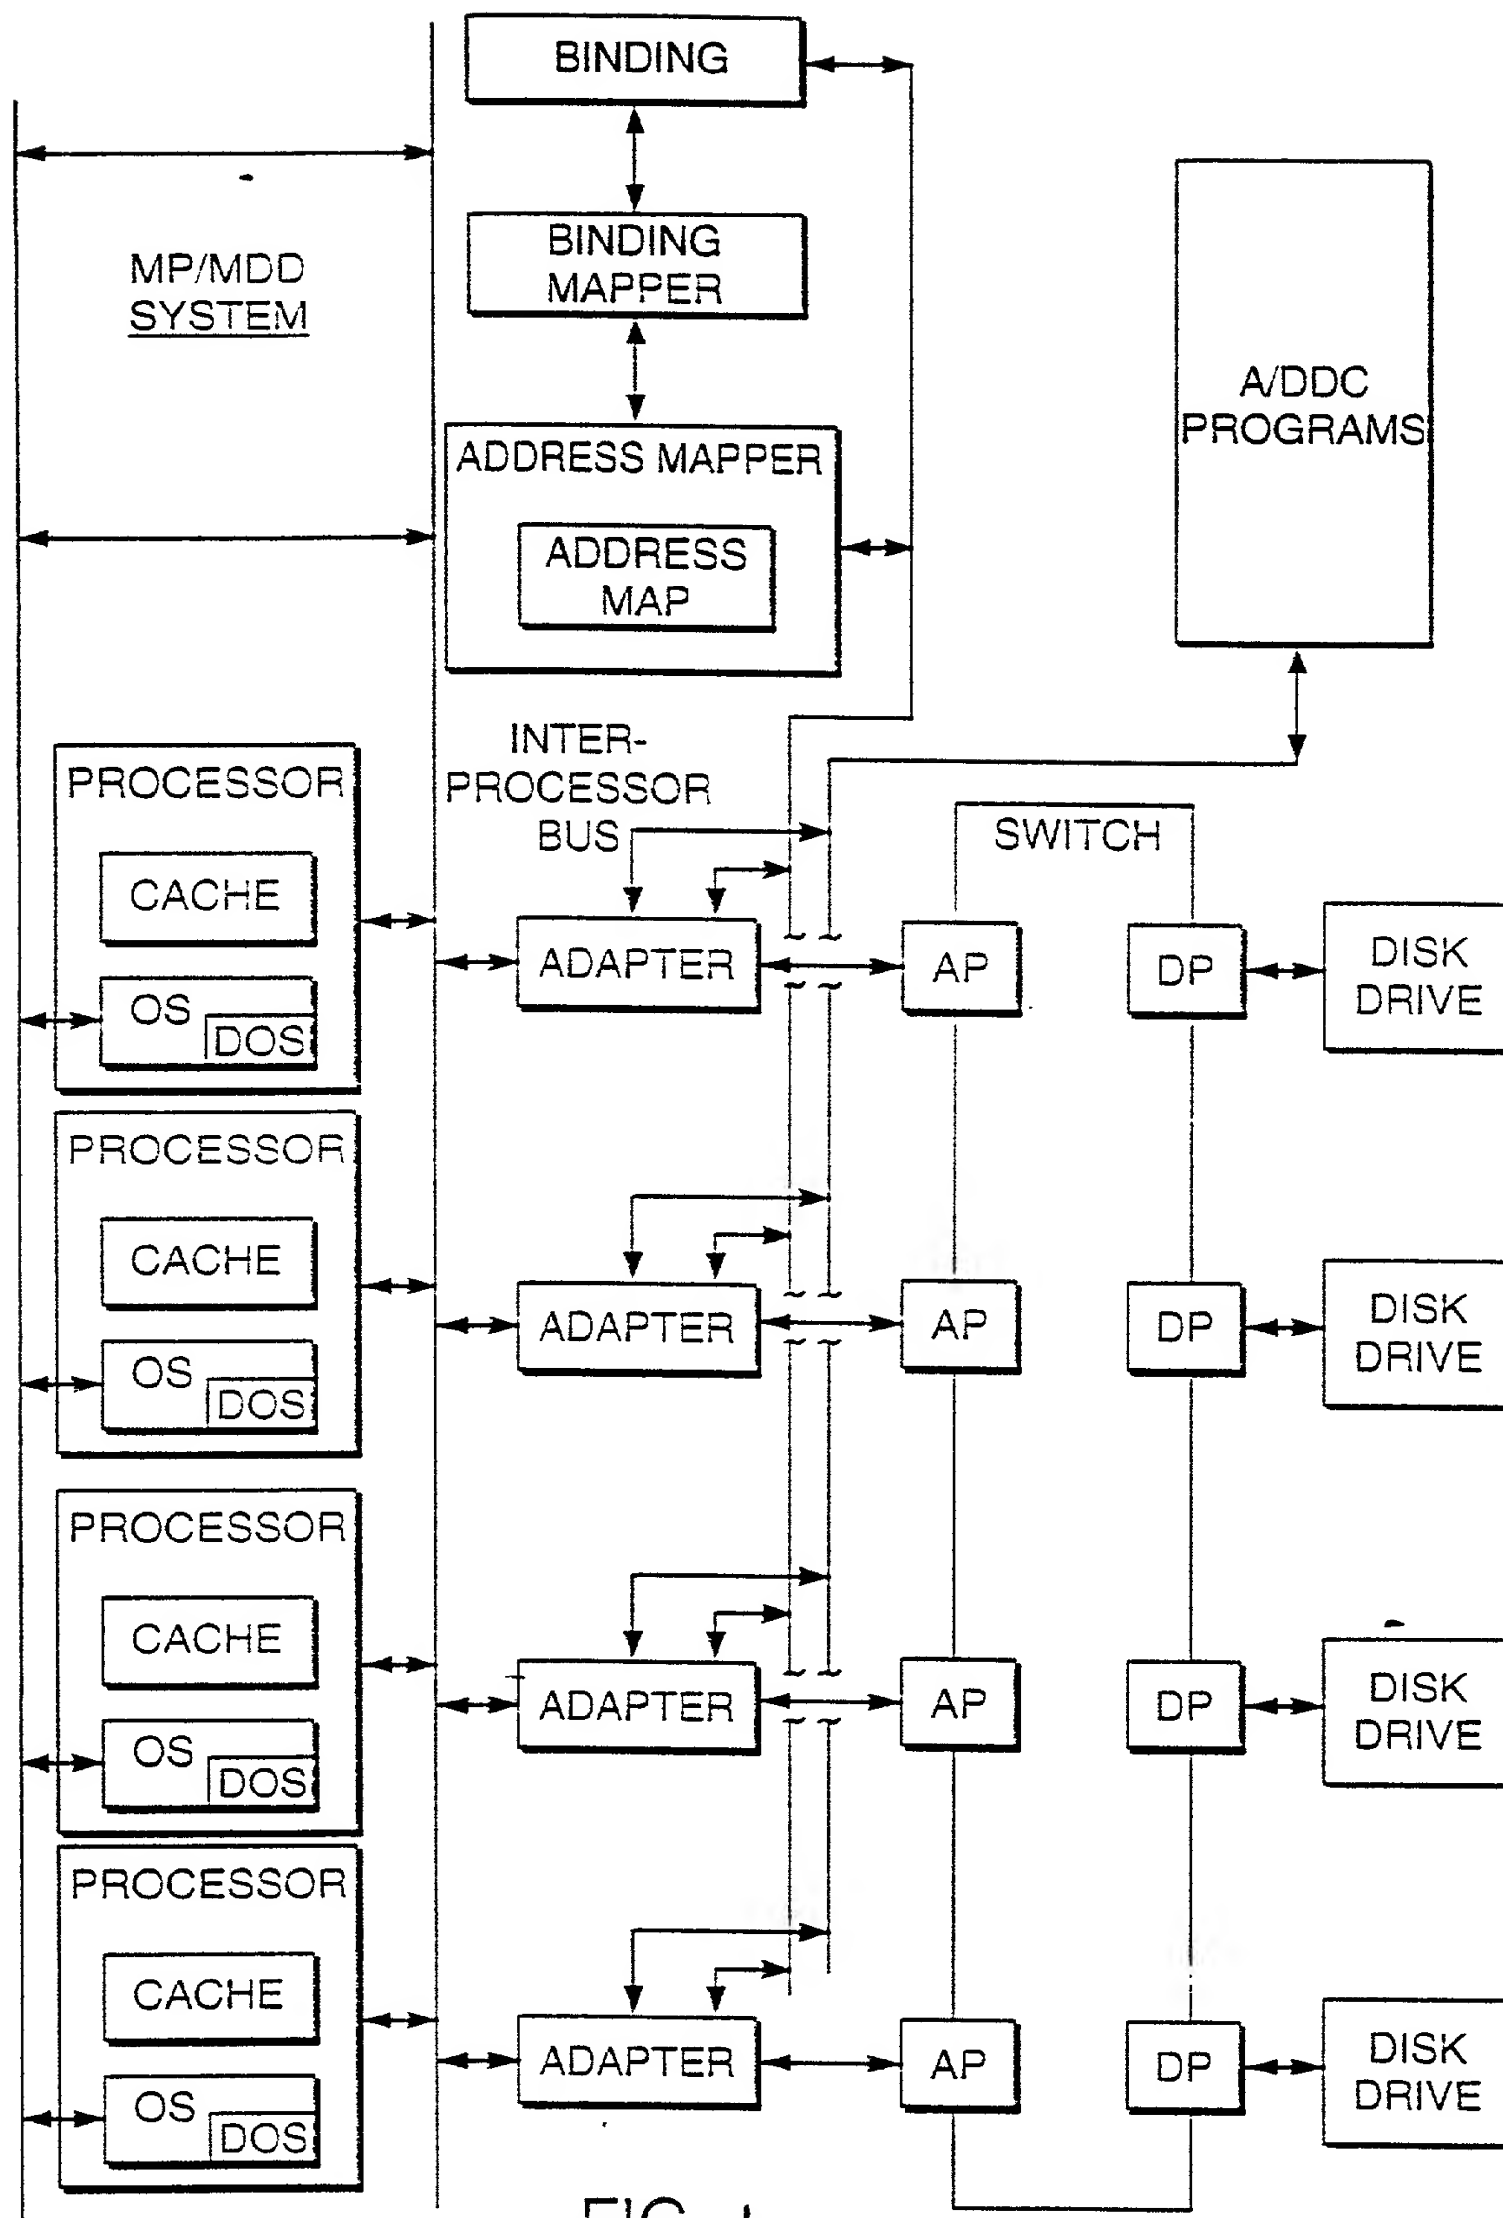 BINDING
BINDING
MAPPER
MP/MDD
SYSTEM
A/DDC
PROGRAMS
ADDRESS MAPPER
ADDRESS
MAP
INTER-
PROCESSOR
BUS
SWITCH
PROCESSOR
CACHE
OS
DOS
ADAPTER
AP
DP
DISK
DRIVE
PROCESSOR
CACHE
OS
DOS
ADAPTER
AP
DP
DISK
DRIVE
PROCESSOR
CACHE
OS
DOS
ADAPTER
AP
DP
DISK
DRIVE
PROCESSOR
CACHE
OS
DOS
ADAPTER
AP
DP
DISK
DRIVE
FIG.